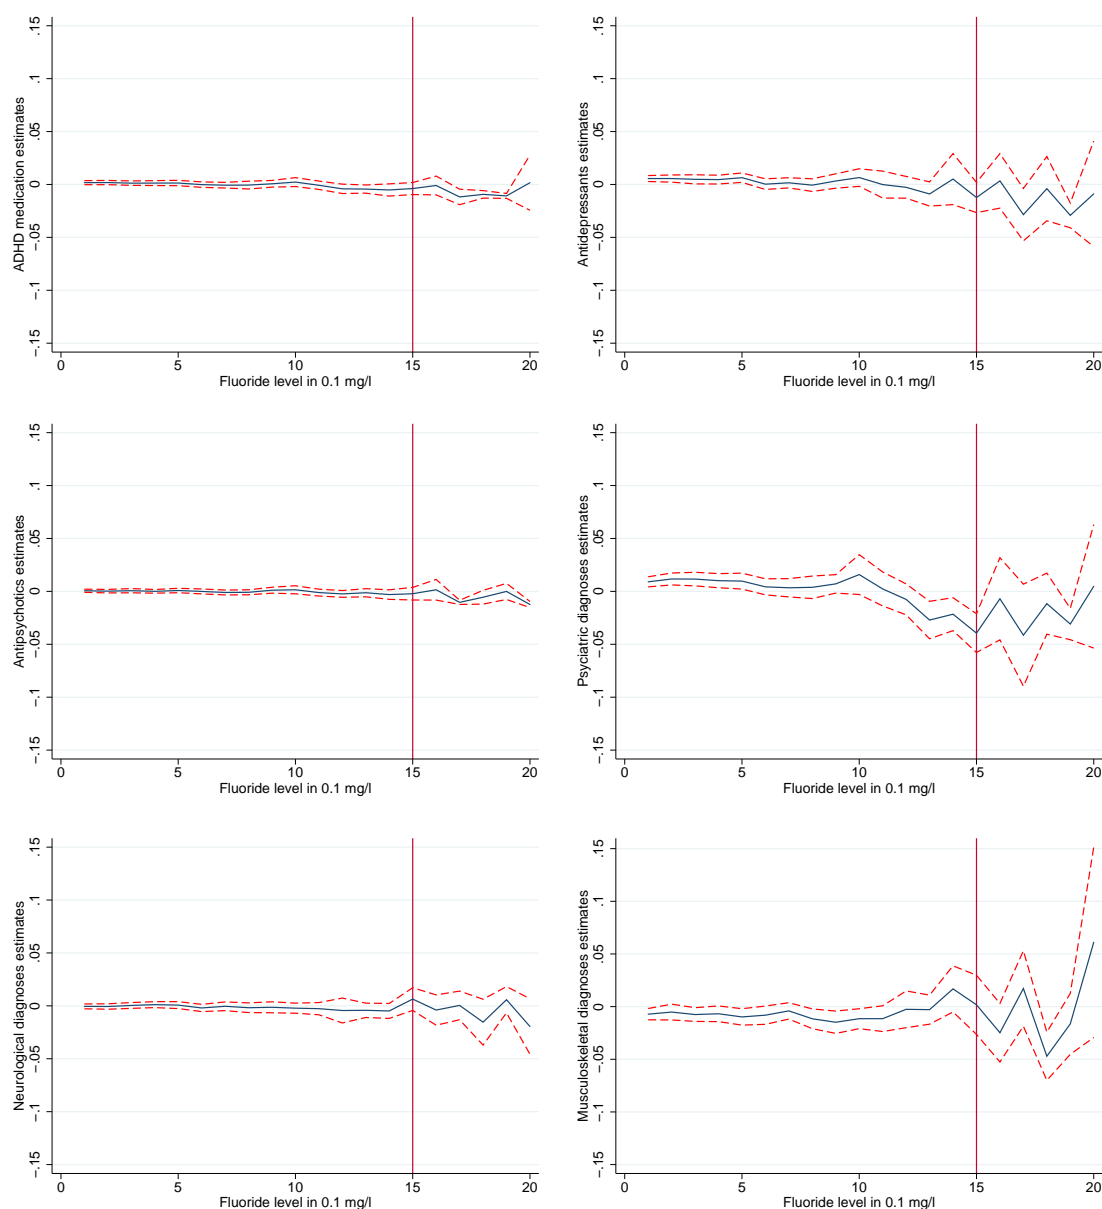 ADHD medication estimates
.15
.1
.05
0
−.05
−.1
−.15
0 5 10 15 20
Fluoride level in 0.1 mg/l
Antidepressants estimates
.15
.1
.05
0
−.05
−.1
−.15
0 5 10 15 20
Fluoride level in 0.1 mg/l
Antipsychotics estimates
.15
.1
.05
0
−.05
−.1
−.15
0 5 10 15 20
Fluoride level in 0.1 mg/l
Psyciatric diagnoses estimates
.15
.1
.05
0
−.05
−.1
−.15
0 5 10 15 20
Fluoride level in 0.1 mg/l
Neurological diagnoses estimates
.15
.1
.05
0
−.05
−.1
−.15
0 5 10 15 20
Fluoride level in 0.1 mg/l
Musculoskeletal diagnoses estimates
.15
.1
.05
0
−.05
−.1
−.15
0 5 10 15 20
Fluoride level in 0.1 mg/l